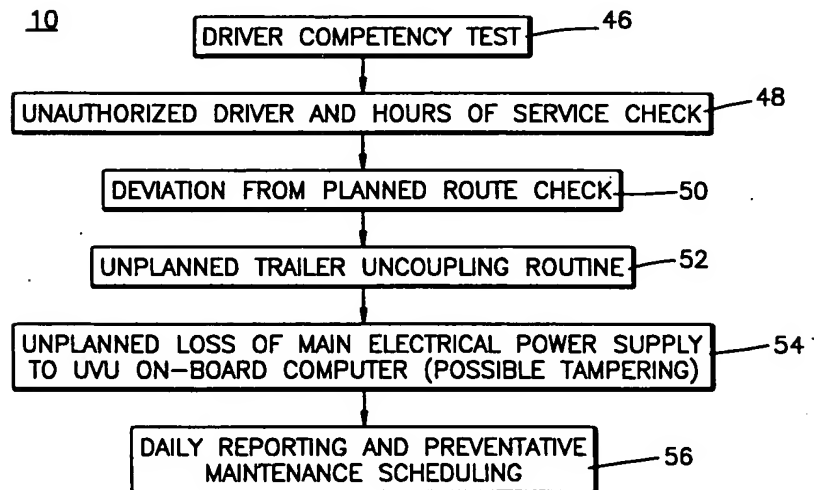 10
DRIVER COMPETENCY TEST
46
UNAUTHORIZED DRIVER AND HOURS OF SERVICE CHECK
48
DEVIATION FROM PLANNED ROUTE CHECK
50
UNPLANNED TRAILER UNCOUPLING ROUTINE
52
UNPLANNED LOSS OF MAIN ELECTRICAL POWER SUPPLY
TO UVU ON-BOARD COMPUTER (POSSIBLE TAMPERING)
54
DAILY REPORTING AND PREVENTATIVE
MAINTENANCE SCHEDULING
56